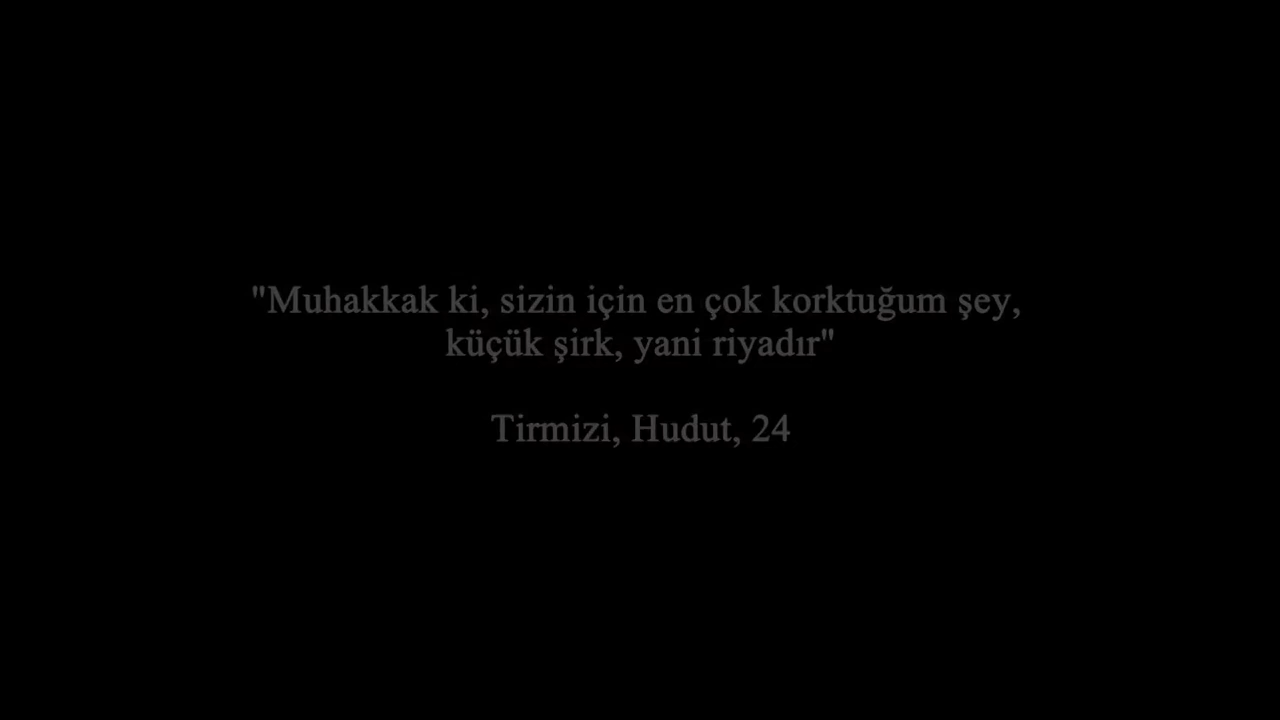 "Muhakkak ki, sizin için en çok korktuğum şey,
küçük şirk, yani riyadır"
Tirmizi, Hudut, 24